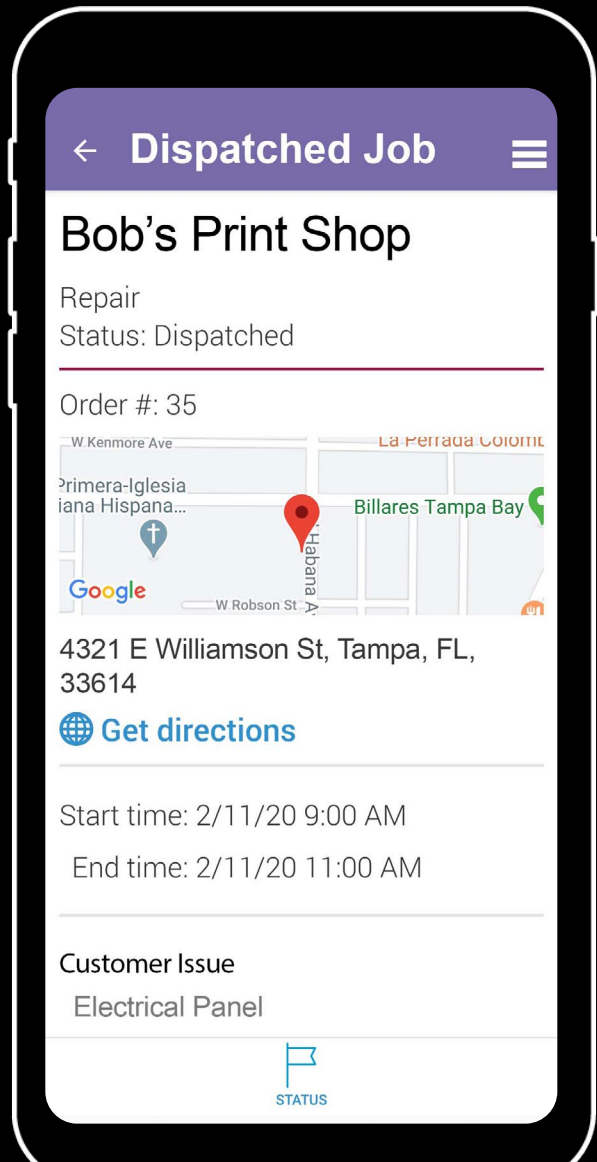 Dispatched Job
Bob's Print Shop
Repair
Status: Dispatched
Order #: 35
W Kenmore Ave
La Perrada Colomb
Primera-Iglesia
iana Hispana...
Billares Tampa Bay
Habana A
Google
W Robson St
4321 E Williamson St, Tampa, FL,
33614
Get directions
Start time: 2/11/20 9:00 AM
End time: 2/11/20 11:00 AM
Customer Issue
Electrical Panel
STATUS